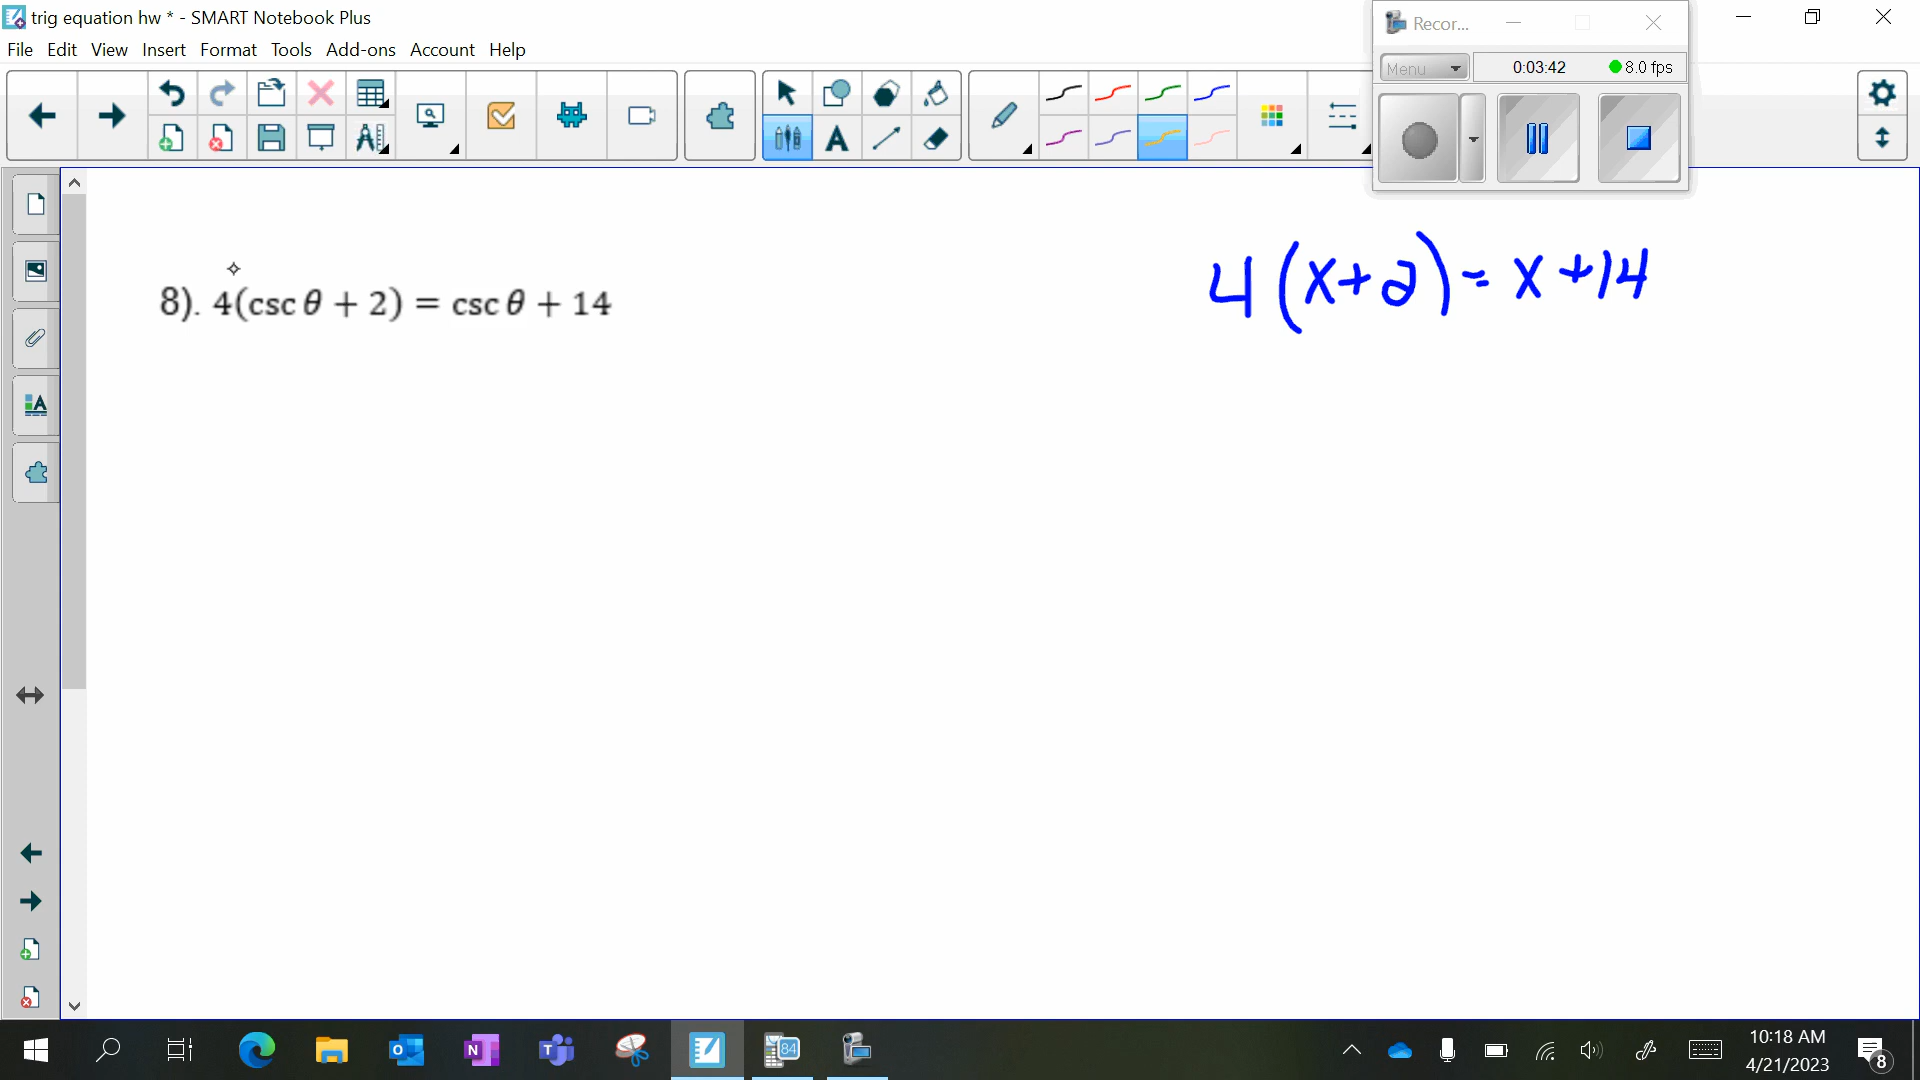 trig equation hw * - SMART Notebook Plus
File Edit View Insert Format Tools Add-ons Account Help
Recor...
Menu 0:03:42 8.0 fps
8). 4(csc θ + 2) = csc θ + 14
4(x+2) = x+14
84
10:18 AM
4/21/2023
8